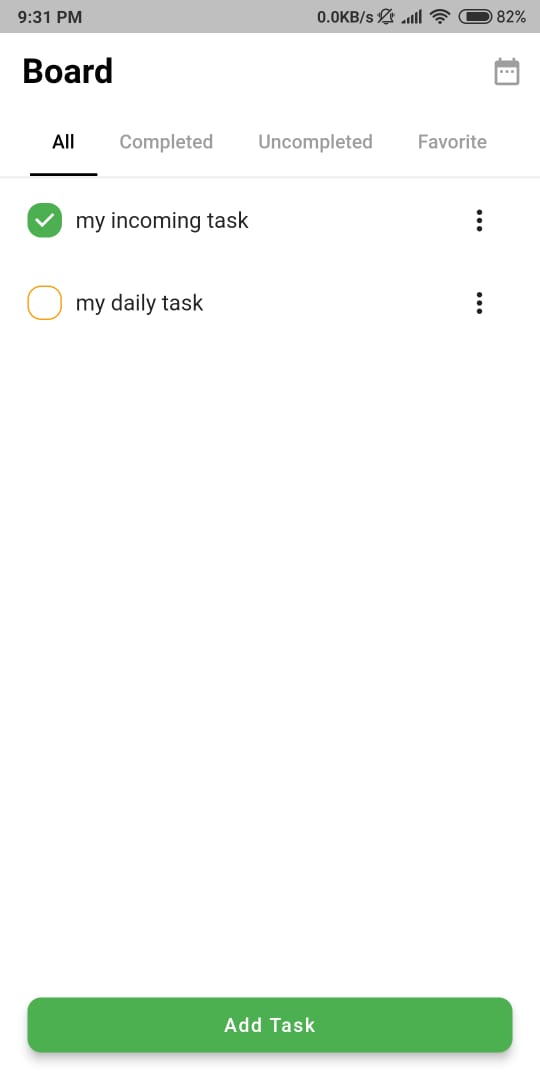 9:31 PM 0.0KB/s 82%
Board
All Completed Uncompleted Favorite
my incoming task
my daily task
Add Task